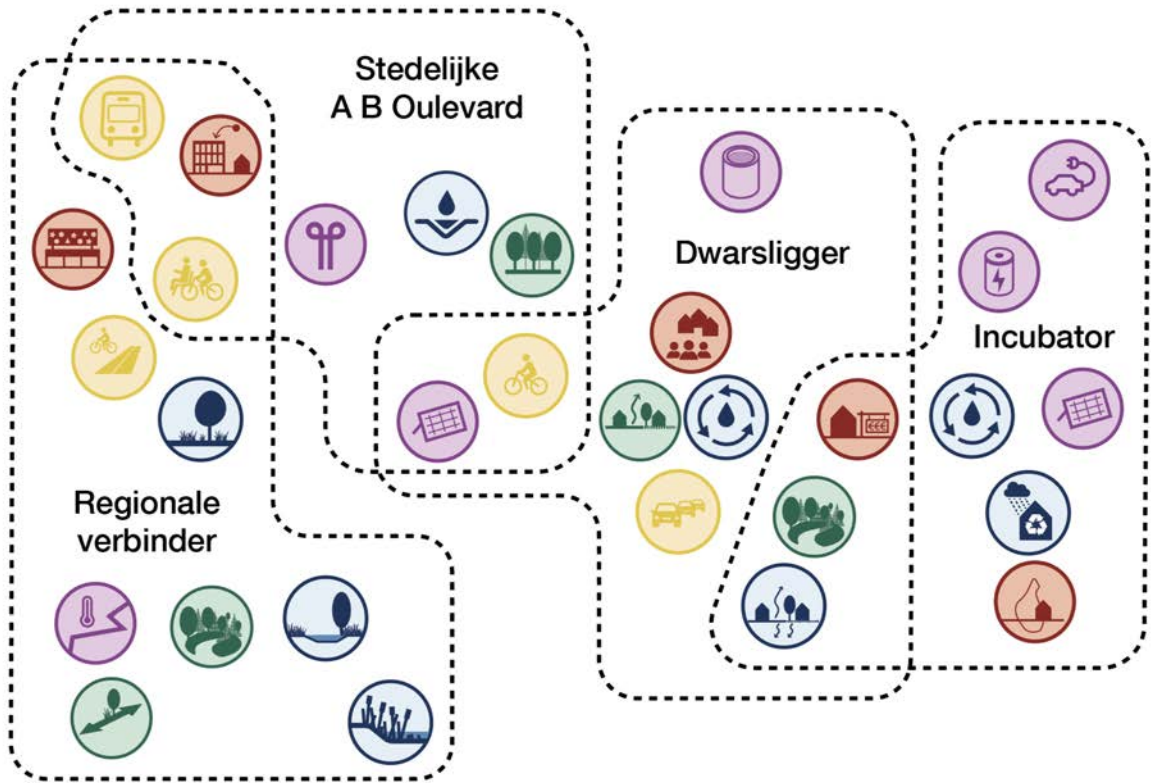 Stedelijke
A B Oulevard
Dwarsligger
Incubator
Regionale
verbinder